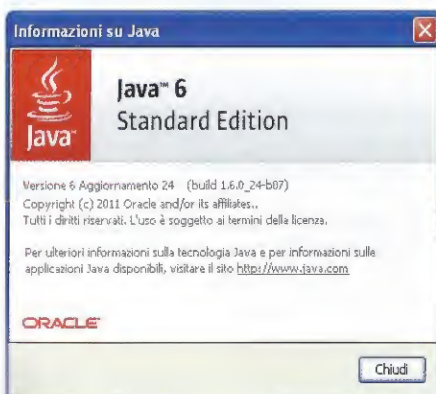 Informazioni su Java
Java
Java™ 6
Standard Edition
Versione 6 Aggiornamento 24 (build 1.6.0_24-b07)
Copyright (c) 2011 Oracle and/or its affiliates..
Tutti i diritti riservati. L'uso è soggetto ai termini della licenza.
Per ulteriori informazioni sulla tecnologia Java e per informazioni sulle
applicazioni Java disponibili, visitare il sito http://www.java.com
ORACLE
Chiudi